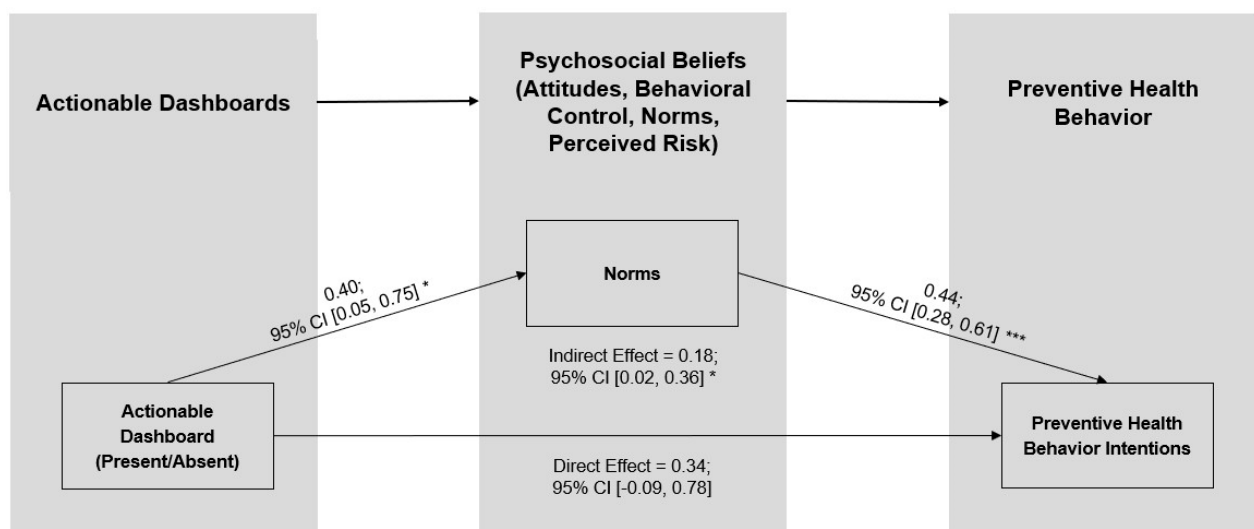 Actionable Dashboards
Psychosocial Beliefs
(Attitudes, Behavioral
Control, Norms,
Perceived Risk)
Preventive Health
Behavior
Norms
0.40;
95% CI [0.05, 0.75] *
0.44;
95% CI [0.28, 0.61] ***
Indirect Effect = 0.18;
95% CI [0.02, 0.36] *
Actionable
Dashboard
(Present/Absent)
Preventive Health
Behavior Intentions
Direct Effect = 0.34;
95% CI [-0.09, 0.78]